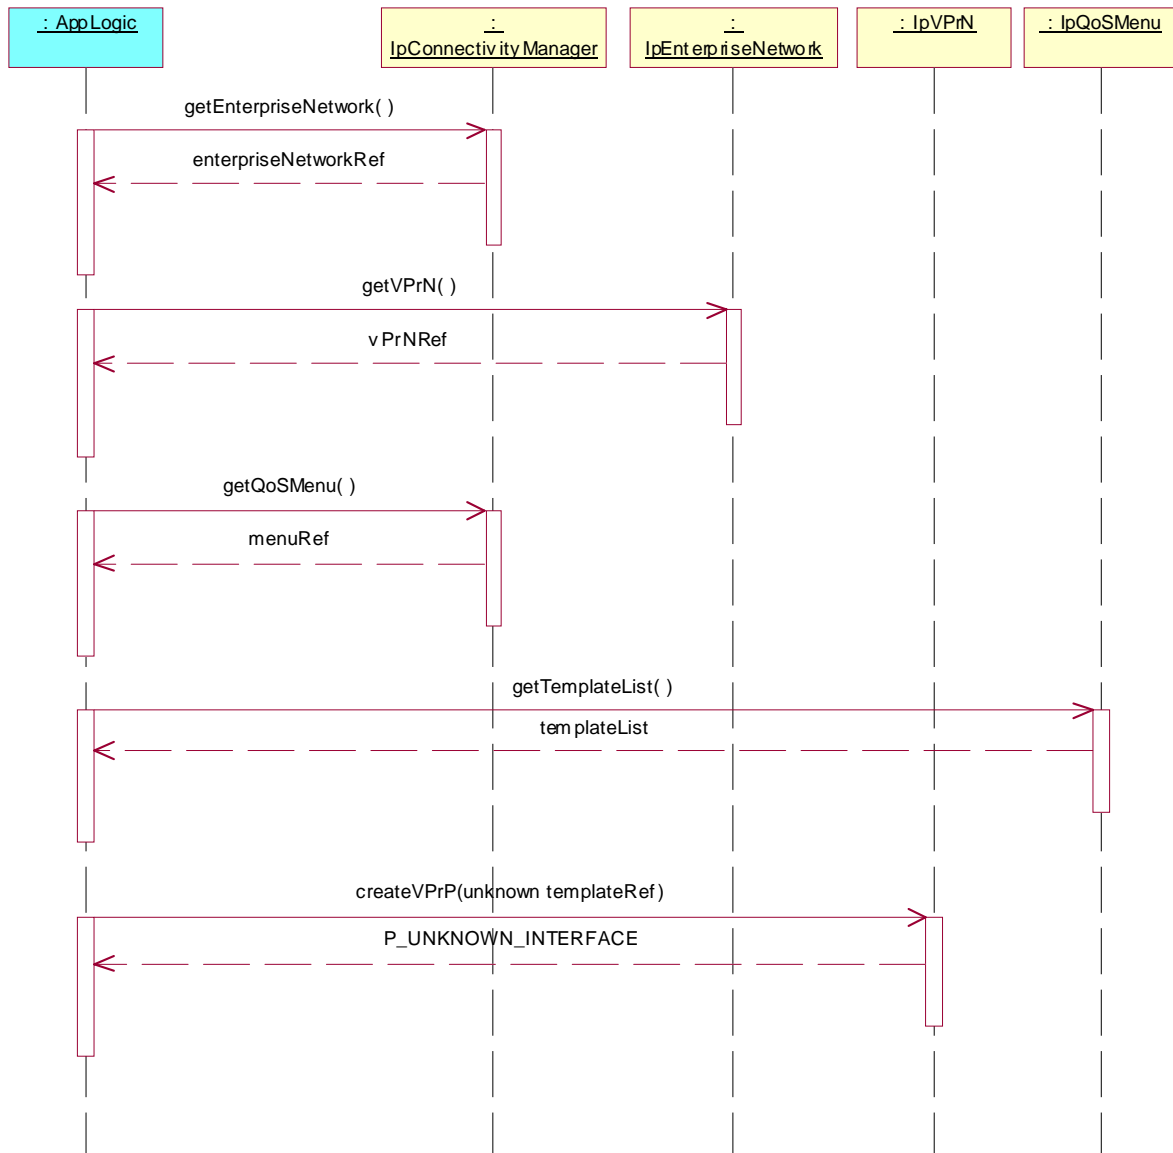 : AppLogic
:
IpConnectivityManager
:
IpEnterpriseNetwork
: IpVPrN
: IpQoSMenu
getEnterpriseNetwork( )
enterpriseNetworkRef
getVPrN( )
vPrNRef
getQoSMenu( )
menuRef
getTemplateList( )
templateList
createVPrP(unknown templateRef)
P_UNKNOWN_INTERFACE